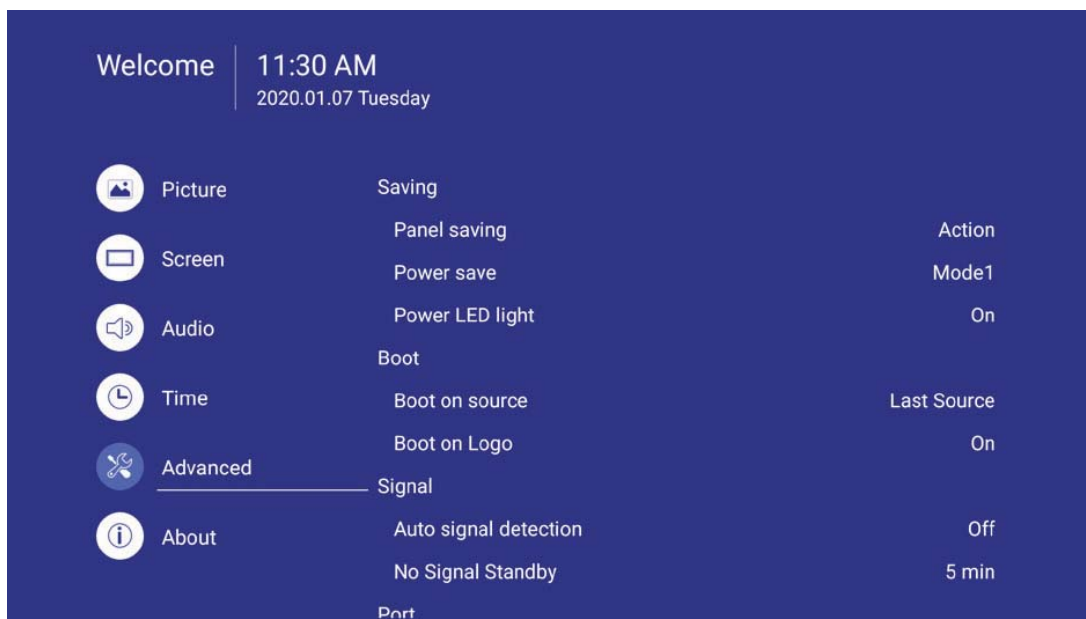 Welcome
11:30 AM
2020.01.07 Tuesday
Picture
Screen
Audio
Time
Advanced
About
Saving
Panel saving Action
Power save Mode1
Power LED light On
Boot
Boot on source Last Source
Boot on Logo On
Signal
Auto signal detection Off
No Signal Standby 5 min
Port